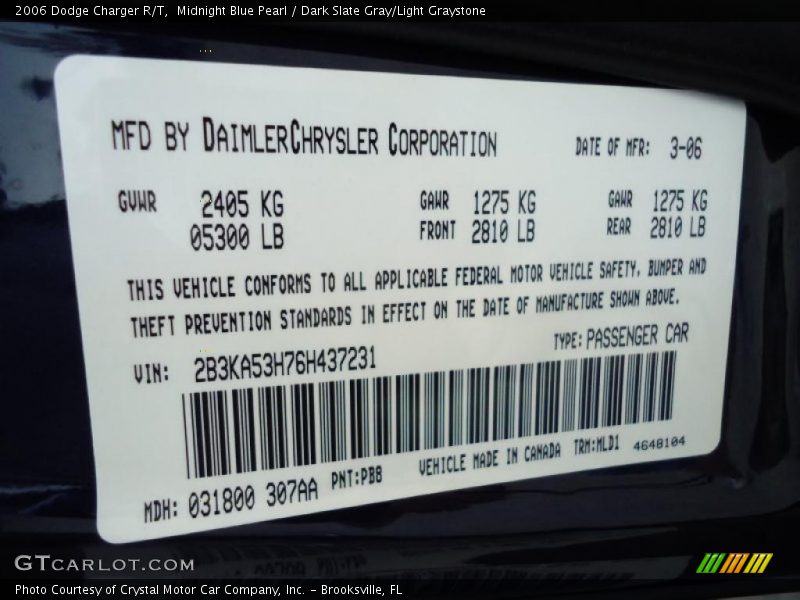 2006 Dodge Charger R/T,  Midnight Blue Pearl / Dark Slate Gray/Light Graystone
MFD BY DAIMLERCHRYSLER CORPORATION DATE OF MFR: 3-06
GVWR 2405 KG GAWR 1275 KG GAWR 1275 KG
05300 LB FRONT 2810 LB REAR 2810 LB
THIS VEHICLE CONFORMS TO ALL APPLICABLE FEDERAL MOTOR VEHICLE SAFETY, BUMPER AND
THEFT PREVENTION STANDARDS IN EFFECT ON THE DATE OF MANUFACTURE SHOWN ABOVE.
VIN: 2B3KA53H76H437231 TYPE: PASSENGER CAR
MDH: 031800 307AA PNT:PBB VEHICLE MADE IN CANADA TRM:MLD1 4648104
GTCARLOT.COM
Photo Courtesy of Crystal Motor Car Company, Inc. – Brooksville, FL